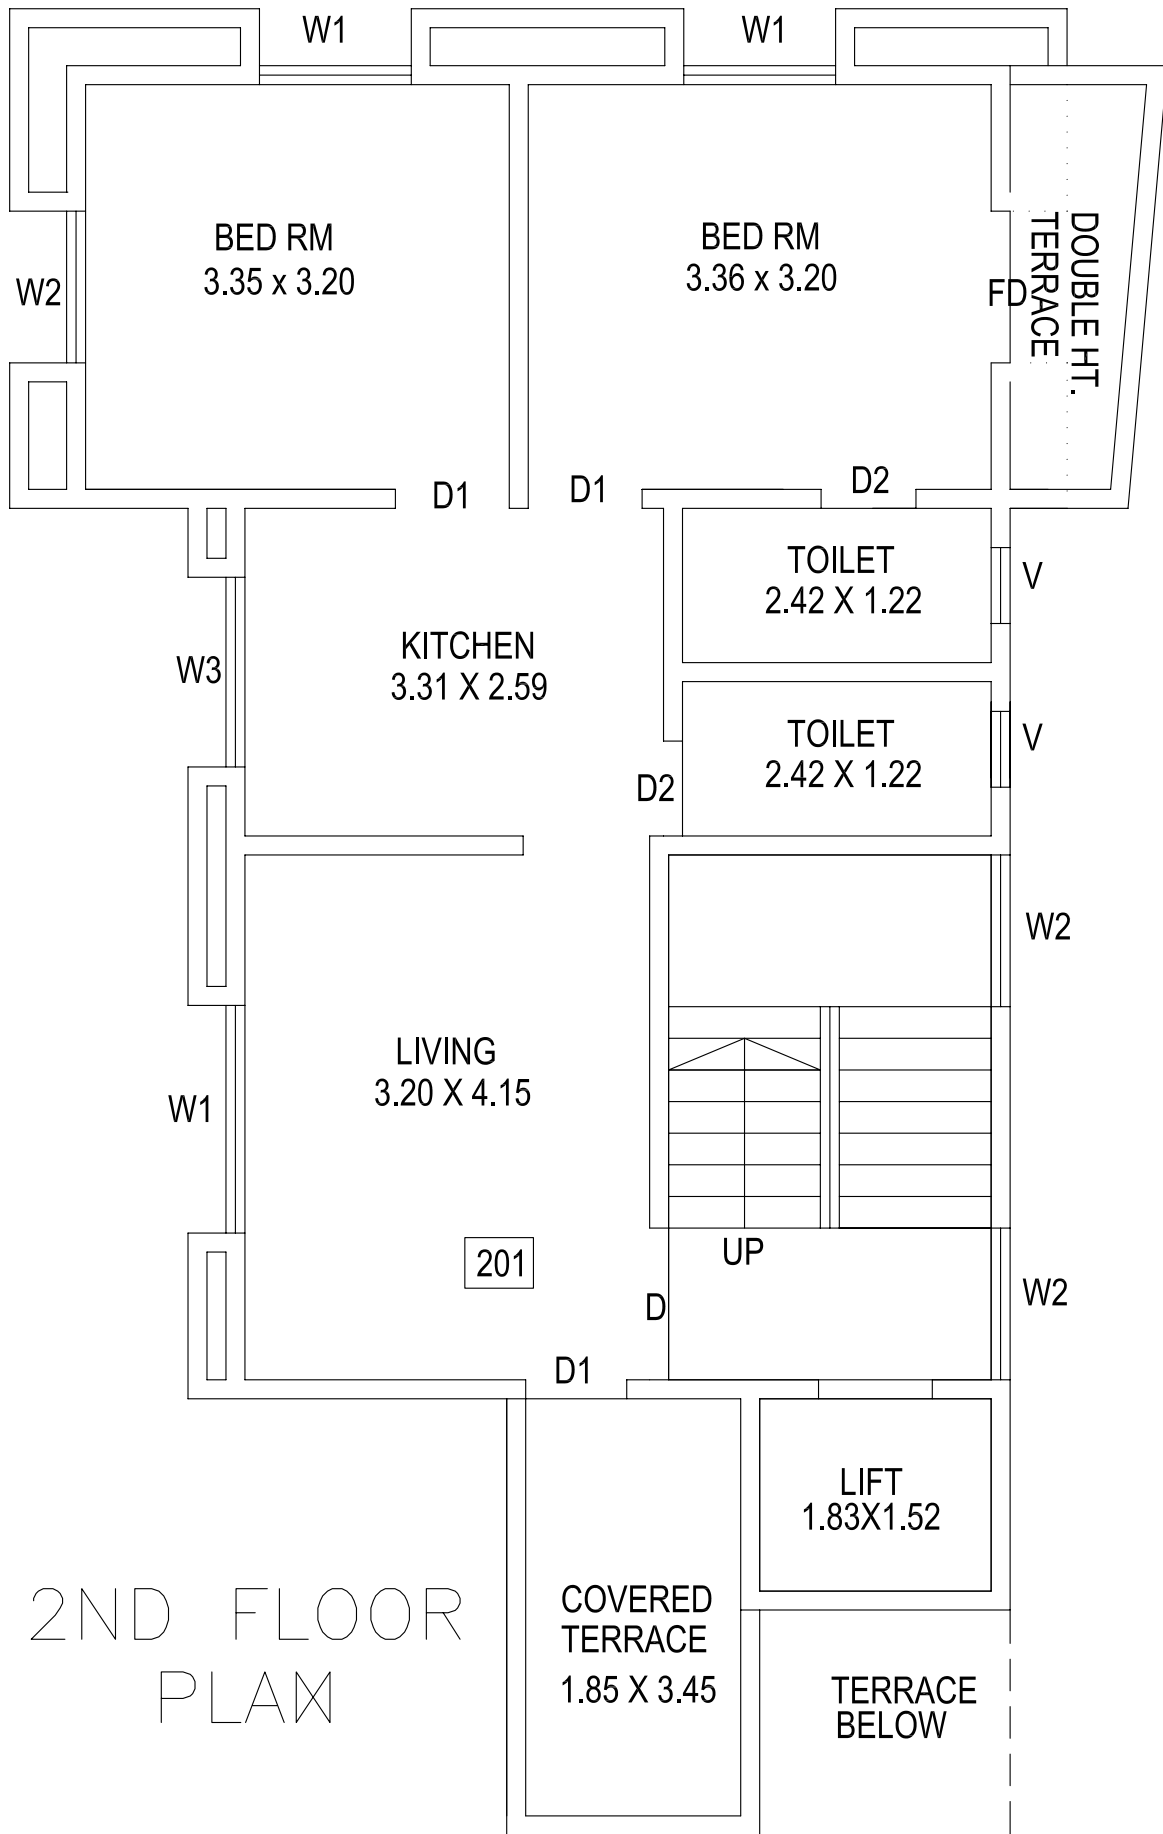 W1
W1
BED RM
3.35 x 3.20
BED RM
3.36 x 3.20
W2
FD
DOUBLE HT.
TERRACE
D1
D1
D2
TOILET
2.42 X 1.22
V
KITCHEN
3.31 X 2.59
W3
TOILET
2.42 X 1.22
V
D2
W2
LIVING
3.20 X 4.15
W1
UP
201
D
W2
D1
LIFT
1.83X1.52
COVERED
TERRACE
1.85 X 3.45
TERRACE
BELOW
2ND FLOOR
PLAN